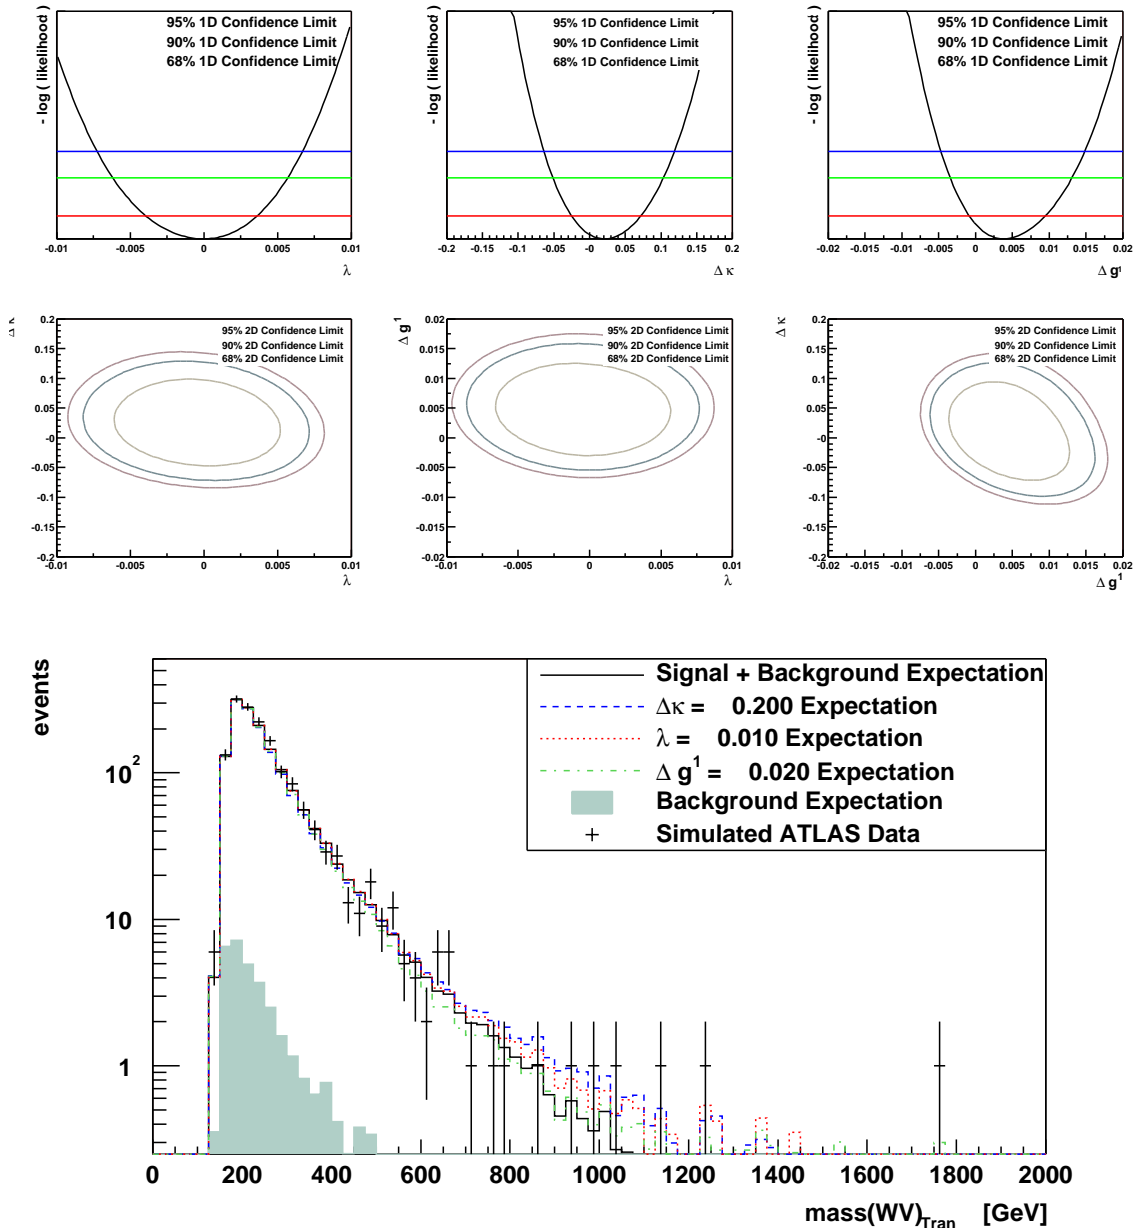 - log ( likelihood )
95% 1D Confidence Limit
90% 1D Confidence Limit
68% 1D Confidence Limit
-0.01 -0.005 0 0.005 0.01
λ
- log ( likelihood )
95% 1D Confidence Limit
90% 1D Confidence Limit
68% 1D Confidence Limit
-0.2 -0.15 -0.1 -0.05 0 0.05 0.1 0.15 0.2
Δ κ
- log ( likelihood )
95% 1D Confidence Limit
90% 1D Confidence Limit
68% 1D Confidence Limit
-0.02 -0.015 -0.01 -0.005 0 0.005 0.01 0.015 0.02
Δ g¹
Δ κ
95% 2D Confidence Limit
90% 2D Confidence Limit
68% 2D Confidence Limit
0.2
0.15
0.1
0.05
-0
-0.05
-0.1
-0.15
-0.2
-0.01 -0.005 0 0.005 0.01
λ
Δ g¹
95% 2D Confidence Limit
90% 2D Confidence Limit
68% 2D Confidence Limit
0.02
0.015
0.01
0.005
-0
-0.005
-0.01
-0.015
-0.02
-0.01 -0.005 0 0.005 0.01
λ
Δ κ
95% 2D Confidence Limit
90% 2D Confidence Limit
68% 2D Confidence Limit
0.2
0.15
0.1
0.05
-0
-0.05
-0.1
-0.15
-0.2
-0.02 -0.015 -0.01 -0.005 0 0.005 0.01 0.015 0.02
Δ g¹
events
Signal + Background Expectation
Δκ = 0.200 Expectation
λ = 0.010 Expectation
Δ g¹ = 0.020 Expectation
Background Expectation
Simulated ATLAS Data
10²
10
1
0 200 400 600 800 1000 1200 1400 1600 1800 2000
mass(WV)Tran [GeV]